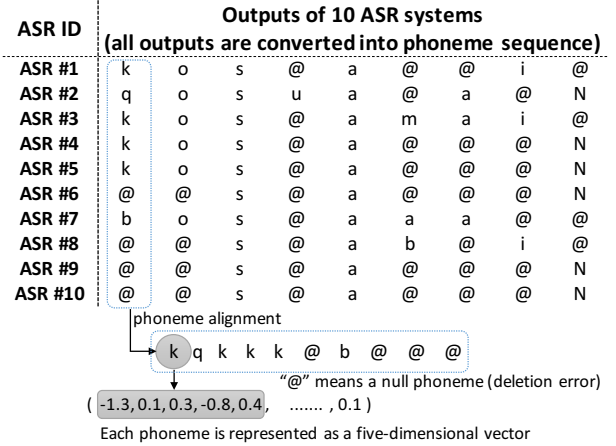 ASR ID Outputs of 10 ASR systems
(all outputs are converted into phoneme sequence)
ASR #1 k o s @ a @ @ i @
ASR #2 q o s u a @ a @ N
ASR #3 k o s @ a m a i @
ASR #4 k o s @ a @ @ @ N
ASR #5 k o s @ a @ @ @ N
ASR #6 @ @ s @ a @ @ @ N
ASR #7 b o s @ a a a @ @
ASR #8 @ @ s @ a b @ i @
ASR #9 @ @ s @ a @ @ @ N
ASR #10 @ @ s @ a @ @ @ N
phoneme alignment
k q k k k @ b @ @ @
"@" means a null phoneme (deletion error)
( -1.3, 0.1, 0.3, -0.8, 0.4, ....... , 0.1 )
Each phoneme is represented as a five-dimensional vector